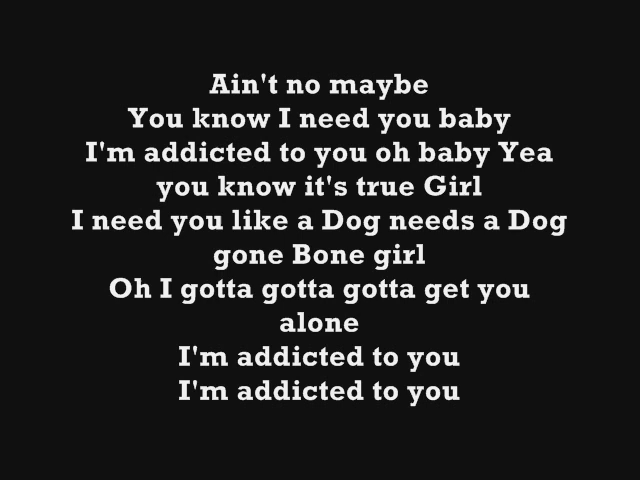 Ain't no maybe
You know I need you baby
I'm addicted to you oh baby Yea
you know it's true Girl
I need you like a Dog needs a Dog
gone Bone girl
Oh I gotta gotta gotta get you
alone
I'm addicted to you
I'm addicted to you